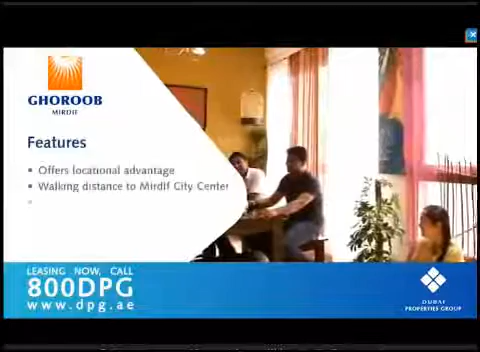 GHOROOB
MIRDIF
Features
Offers locational advantage
Walking distance to Mirdif City Center
LEASING NOW, CALL
800DPG
www.dpg.ae
DUBAI
PROPERTIES GROUP